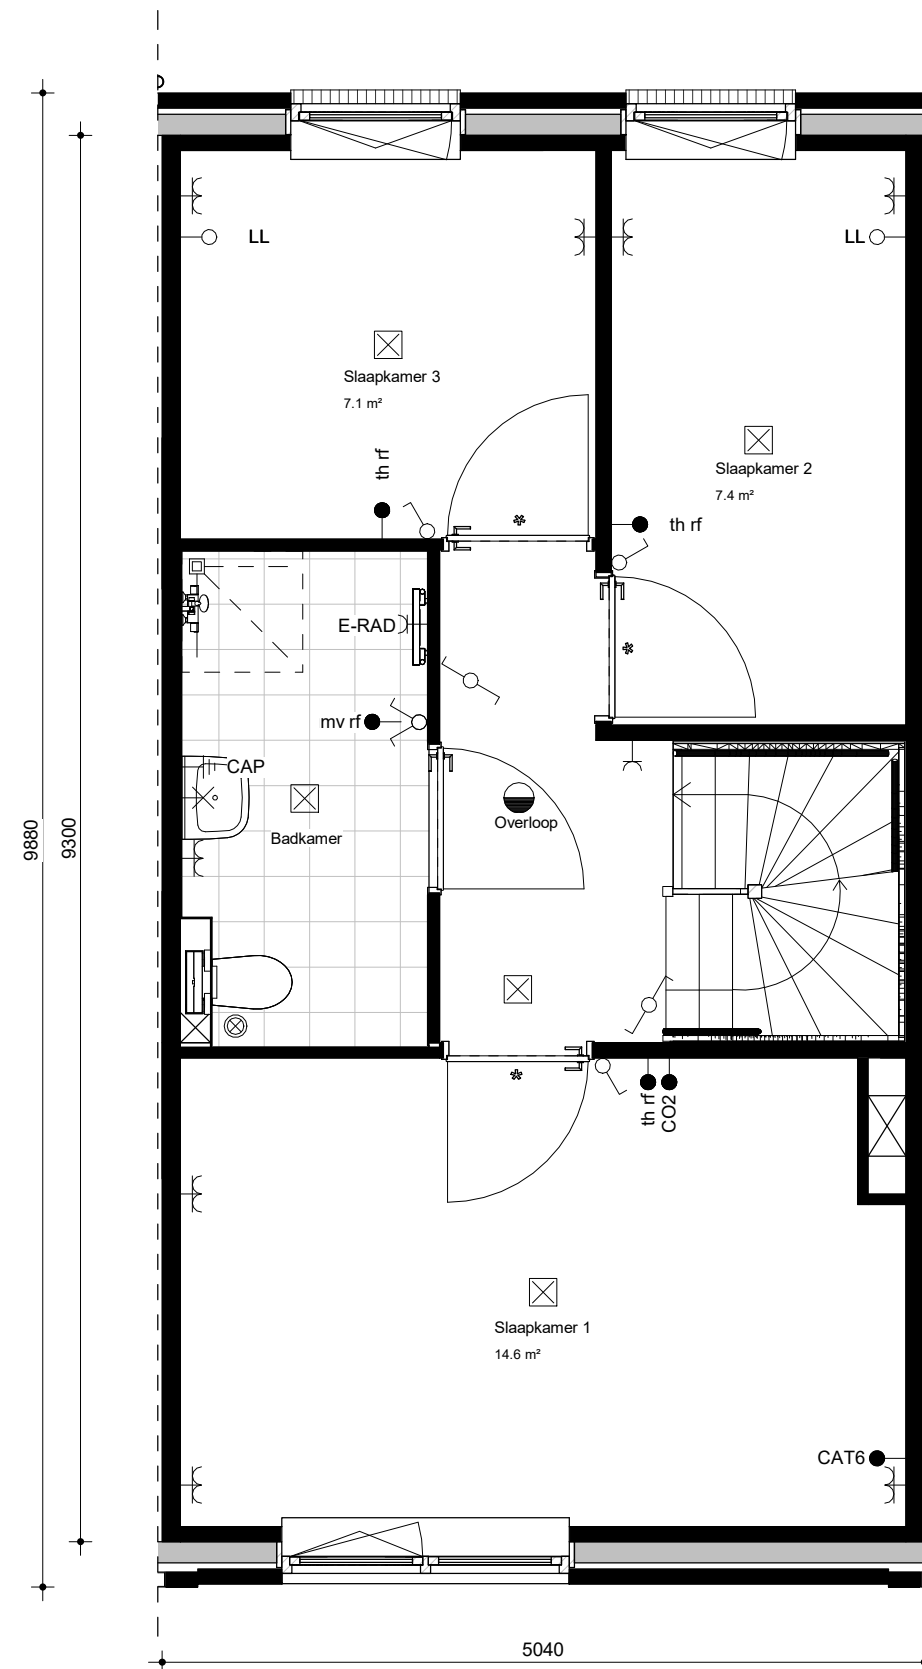 LL
LL
Slaapkamer 3
7.1 m²
th rf
Slaapkamer 2
7.4 m²
*
th rf
E-RAD
*
mv rf
CAP
Overloop
Badkamer
9880
9300
*
th rf
CO2
Slaapkamer 1
14.6 m²
CAT6
5040